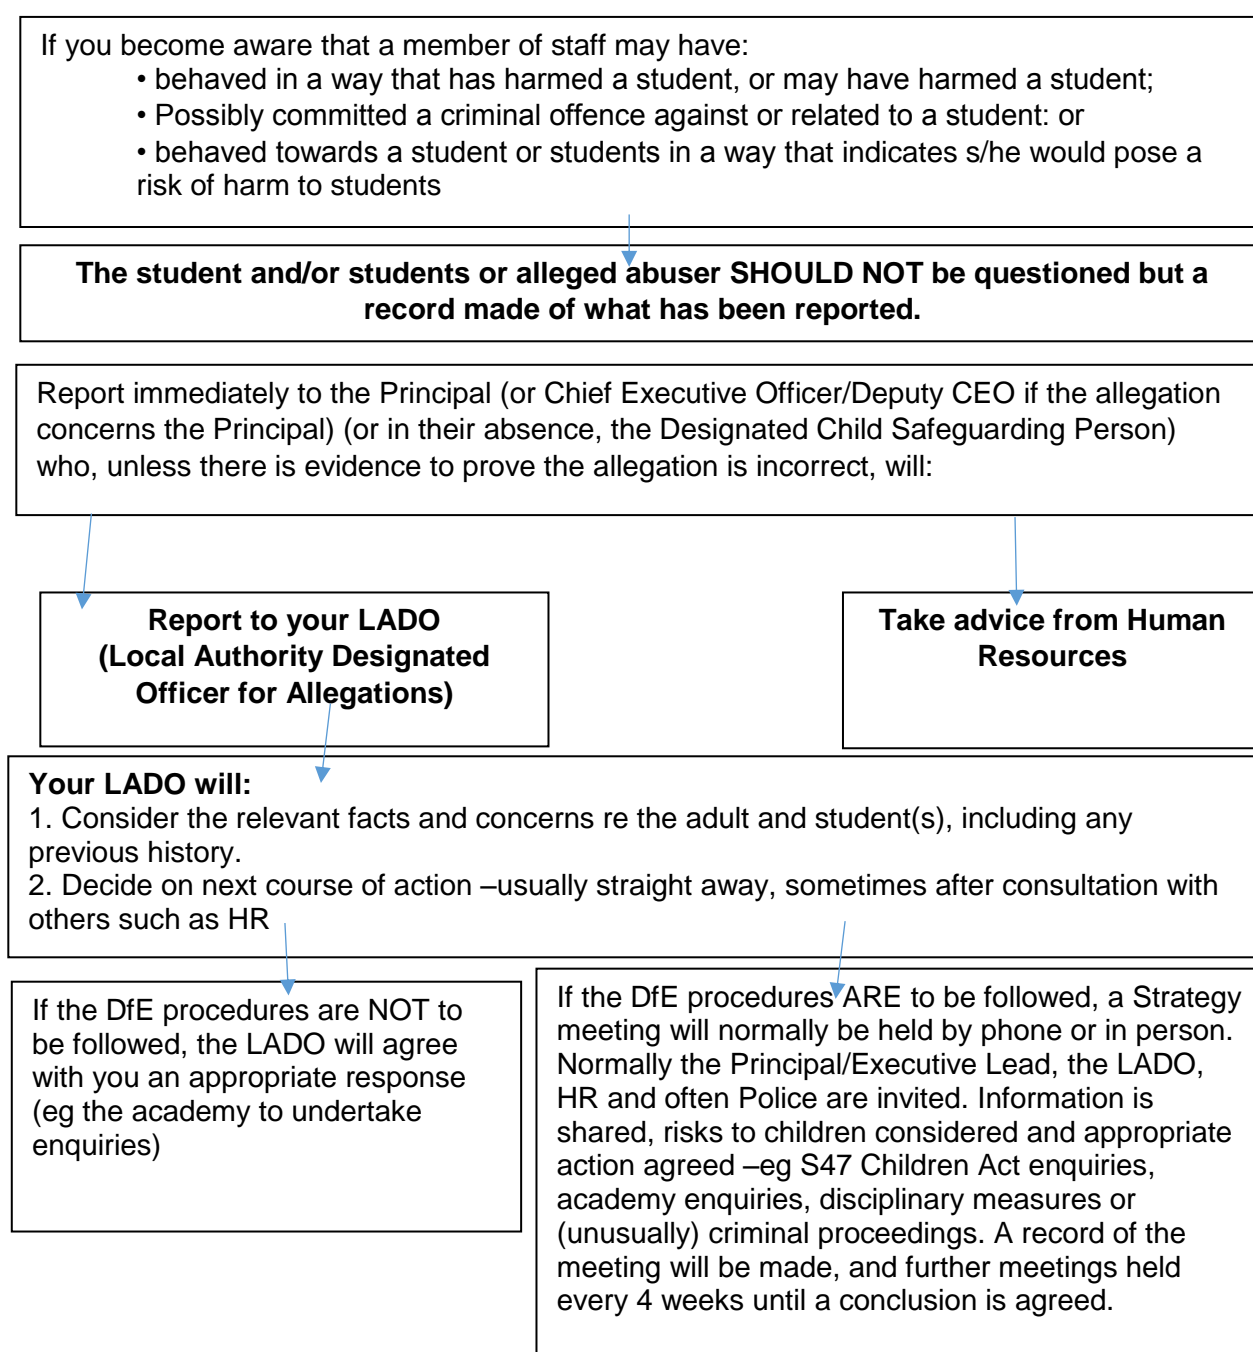 If you become aware that a member of staff may have:
• behaved in a way that has harmed a student, or may have harmed a student;
• Possibly committed a criminal offence against or related to a student: or
• behaved towards a student or students in a way that indicates s/he would pose a
risk of harm to students
The student and/or students or alleged abuser SHOULD NOT be questioned but a
record made of what has been reported.
Report immediately to the Principal (or Chief Executive Officer/Deputy CEO if the allegation
concerns the Principal) (or in their absence, the Designated Child Safeguarding Person)
who, unless there is evidence to prove the allegation is incorrect, will:
Report to your LADO
(Local Authority Designated
Officer for Allegations)
Take advice from Human
Resources
Your LADO will:
1. Consider the relevant facts and concerns re the adult and student(s), including any
previous history.
2. Decide on next course of action –usually straight away, sometimes after consultation with
others such as HR
If the DfE procedures are NOT to
be followed, the LADO will agree
with you an appropriate response
(eg the academy to undertake
enquiries)
If the DfE procedures ARE to be followed, a Strategy
meeting will normally be held by phone or in person.
Normally the Principal/Executive Lead, the LADO,
HR and often Police are invited. Information is
shared, risks to children considered and appropriate
action agreed –eg S47 Children Act enquiries,
academy enquiries, disciplinary measures or
(unusually) criminal proceedings. A record of the
meeting will be made, and further meetings held
every 4 weeks until a conclusion is agreed.